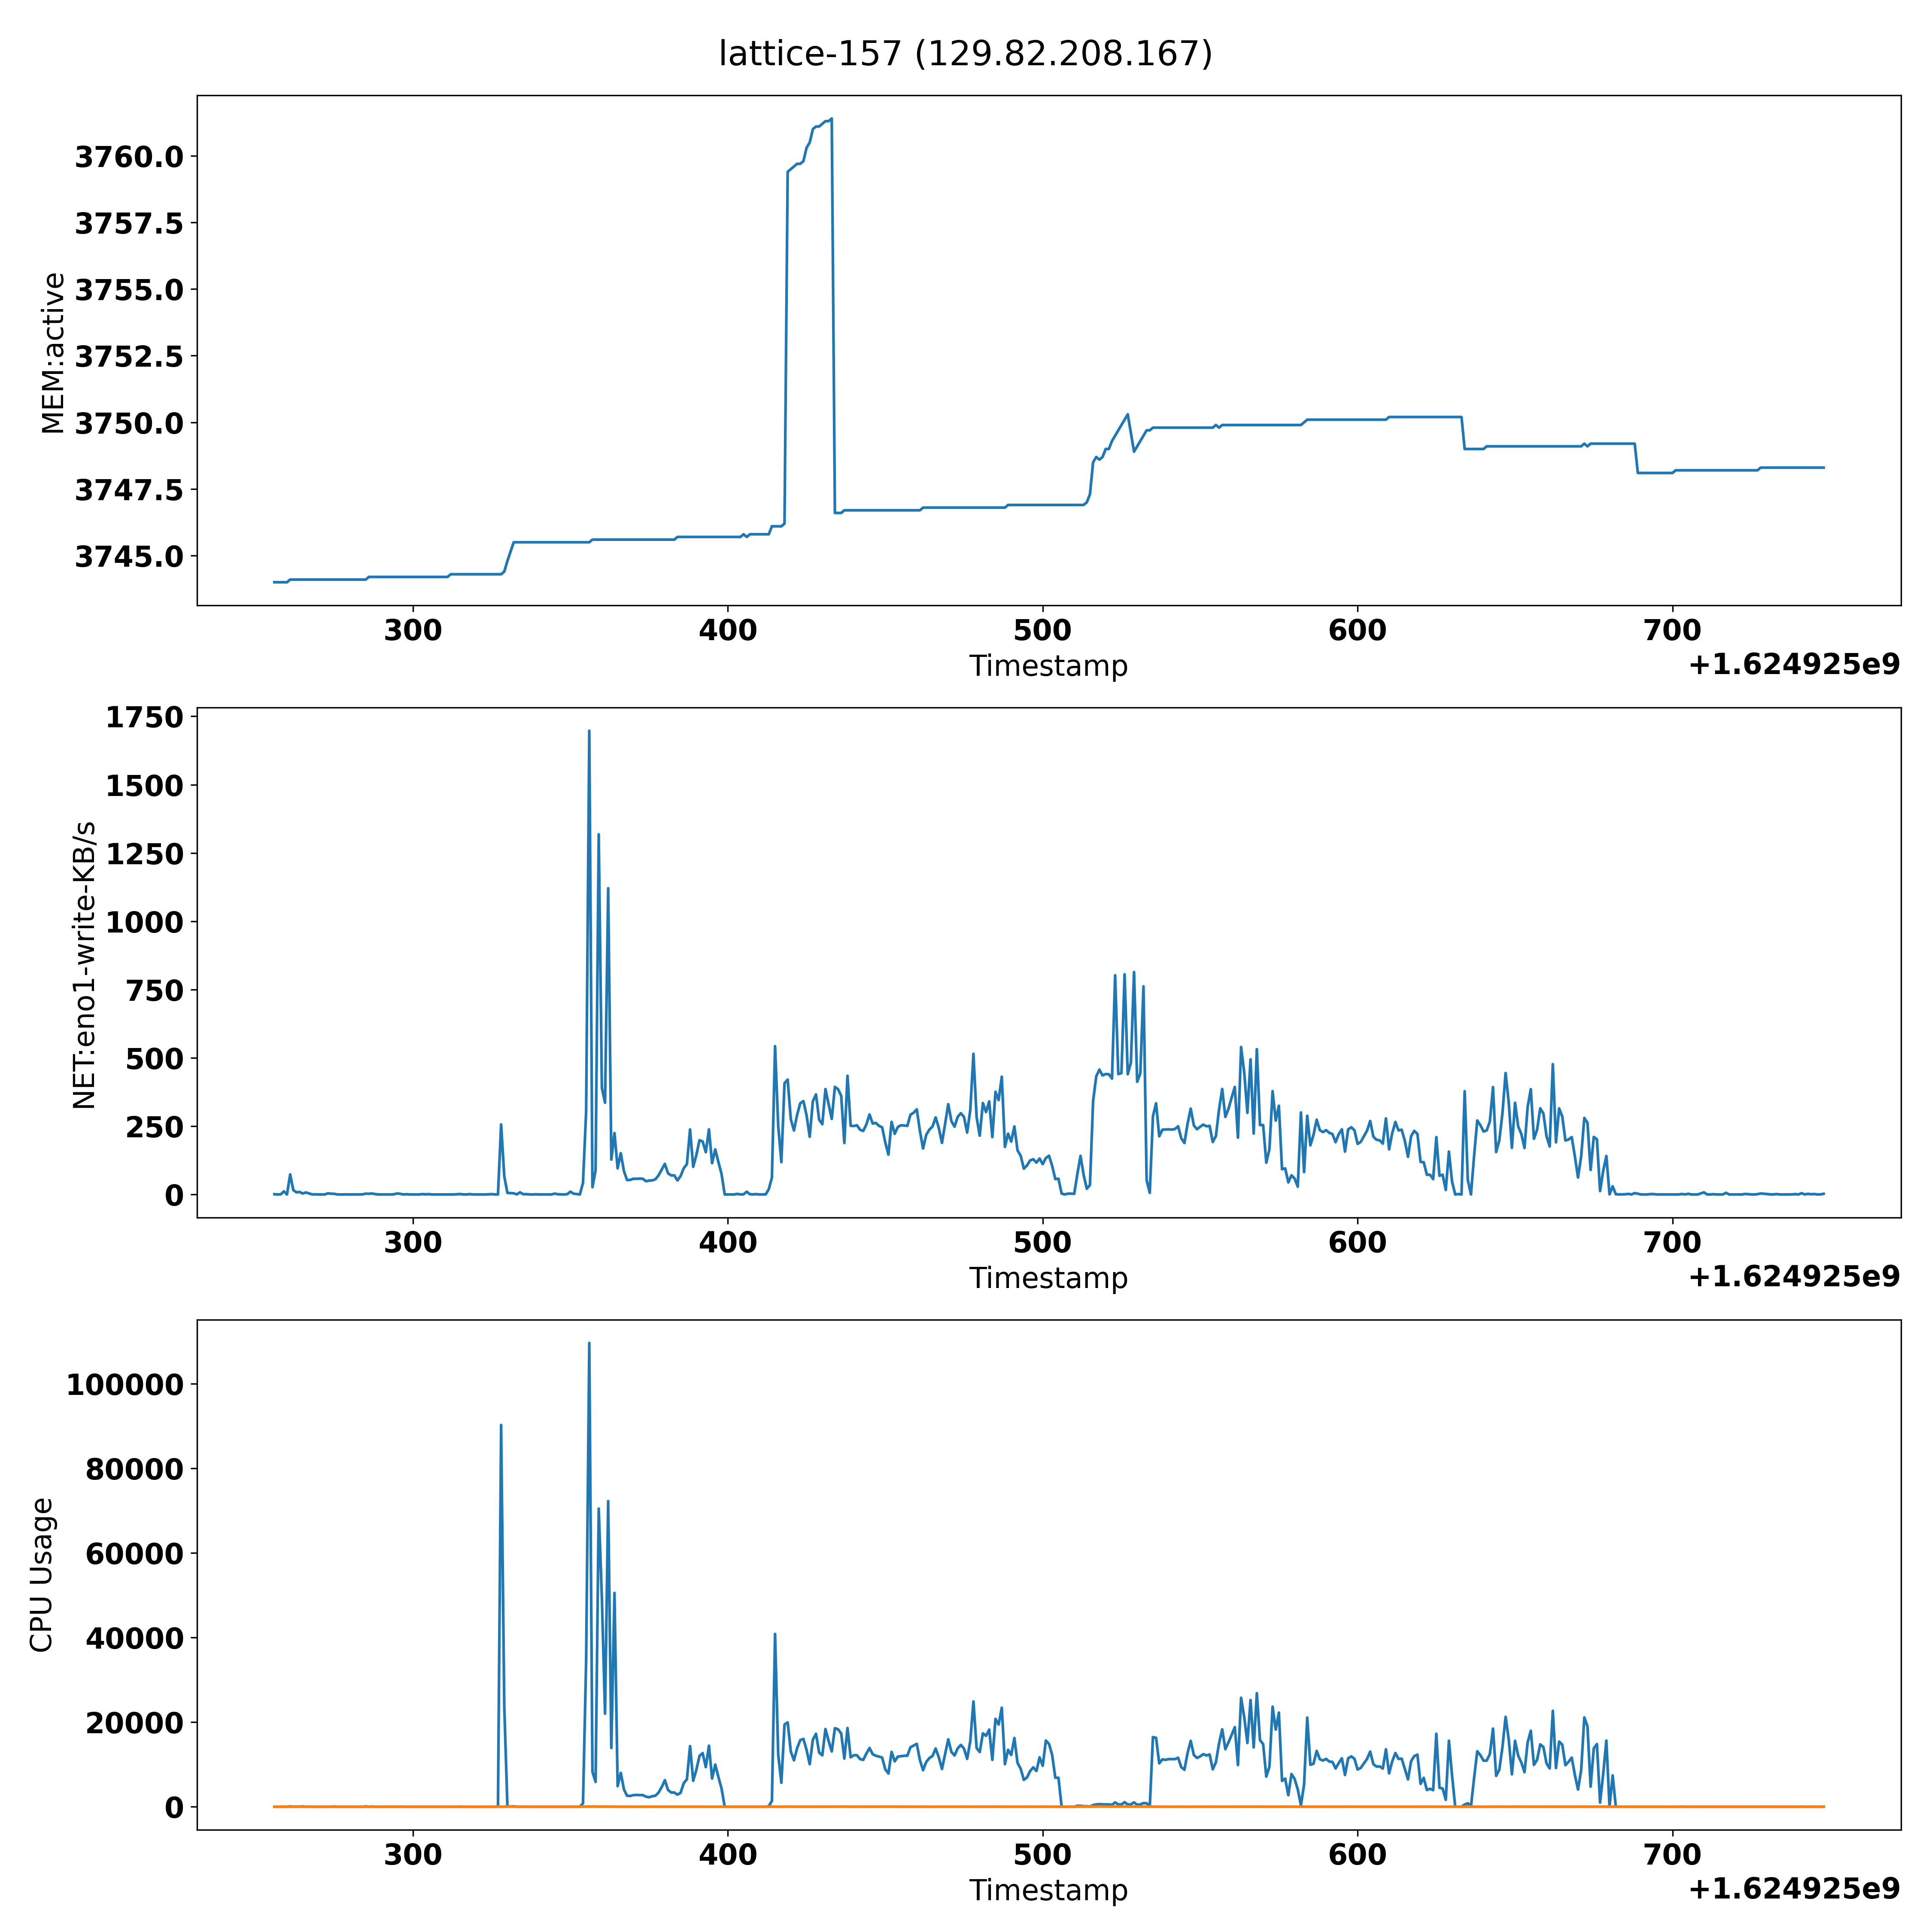 lattice-157 (129.82.208.167)
3760.0
3757.5
3755.0
3752.5
3750.0
3747.5
3745.0
MEM:active
300 400 500 600 700
Timestamp
+1.624925e9
1750
1500
1250
1000
750
500
250
0
NET:eno1-write-KB/s
300 400 500 600 700
Timestamp
+1.624925e9
100000
80000
60000
40000
20000
0
CPU Usage
300 400 500 600 700
Timestamp
+1.624925e9